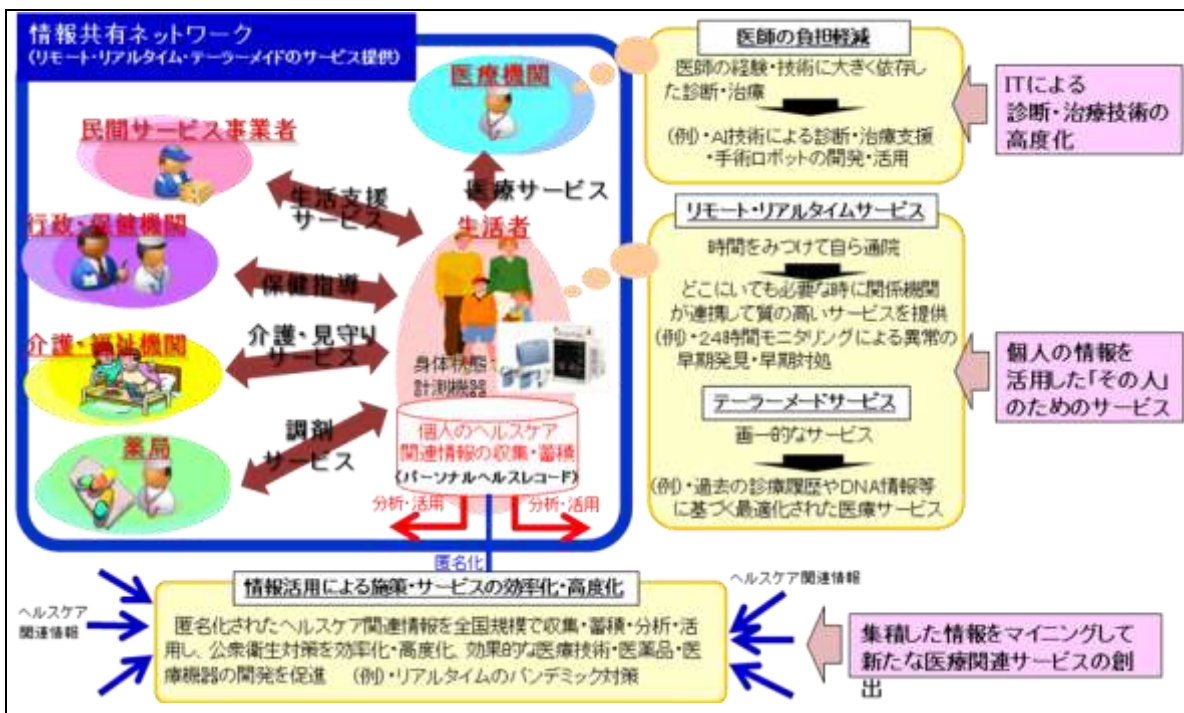 情報共有ネットワーク
(リモート・リアルタイム・テーラーメイドのサービス提供)
医療機関
民間サービス事業者
医療サービス
生活支援
サービス
行政・保健機関
生活者
保健指導
介護・見守り
サービス
介護・福祉機関
身体状態・
計測機器
調剤
サービス
薬局
個人のヘルスケア
関連情報の収集・蓄積
(パーソナルヘルスレコード)
分析・活用
分析・活用
匿名化
医師の負担軽減
医師の経験・技術に大きく依存し
た診断・治療
(例)・AI技術による診断・治療支援
・手術ロボットの開発・活用
ITによる
診断・治療技術の
高度化
リモート・リアルタイムサービス
時間をみつけて自ら通院
どこにいても必要な時に関係機関
が連携して質の高いサービスを提供
(例)・24時間モニタリングによる異常の
早期発見・早期対処
テーラーメードサービス
画一的なサービス
(例)・過去の診療履歴やDNA情報等
に基づく最適化された医療サービス
個人の情報を
活用した「その人」
のためのサービス
情報活用による施策・サービスの効率化・高度化
ヘルスケア
関連情報
匿名化されたヘルスケア関連情報を全国規模で収集・蓄積・分析・活
用し、公衆衛生対策を効率化・高度化、効果的な医療技術・医薬品・医
療機器の開発を促進 (例)・リアルタイムのパンデミック対策
ヘルスケア関連情報
集積した情報をマイニングして
新たな医療関連サービスの創
出